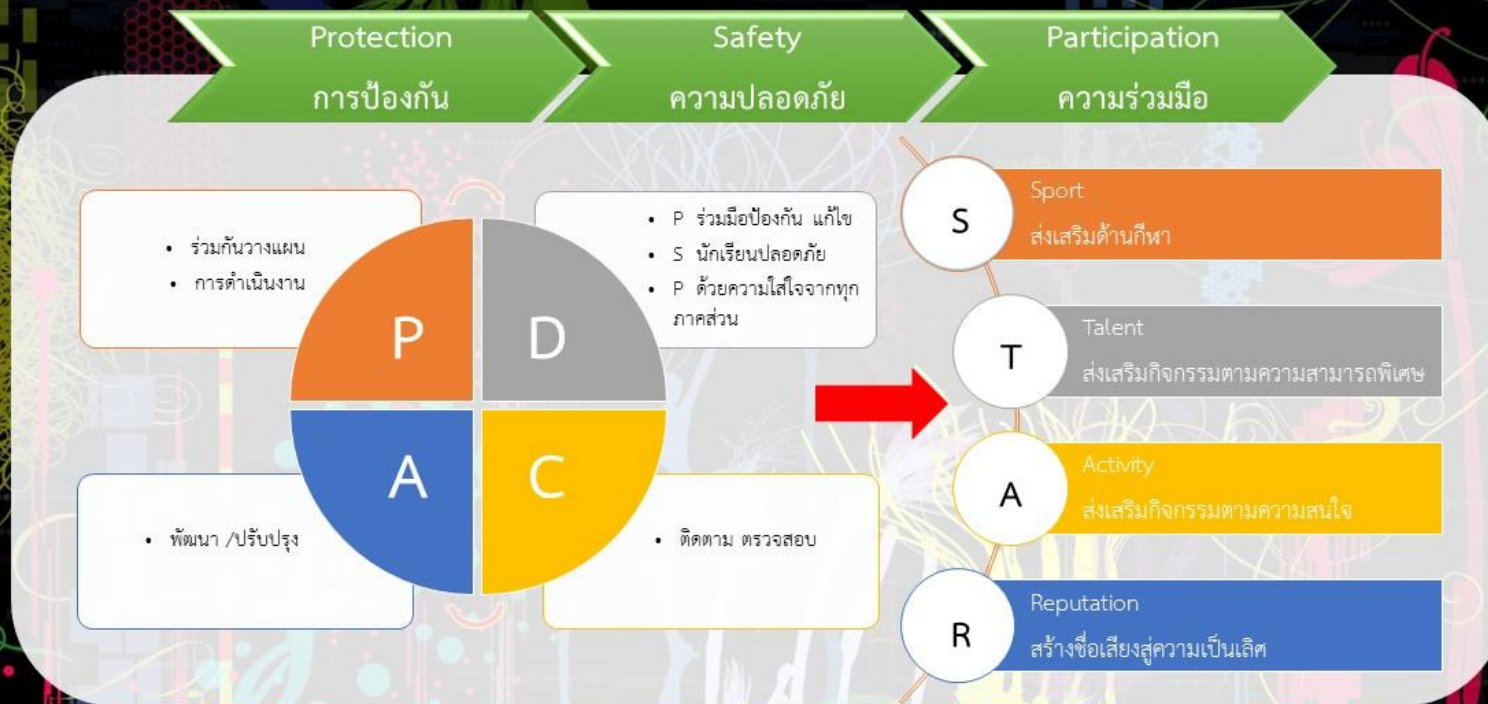 Protection
การป้องกัน
Safety
ความปลอดภัย
Participation
ความร่วมมือ
• ร่วมกันวางแผน
• การดำเนินงาน
P
D
• P ร่วมมือป้องกัน แก้ไข
• S นักเรียนปลอดภัย
• P ด้วยความใส่ใจจากทุก
ภาคส่วน
A
C
• พัฒนา /ปรับปรุง
• ติดตาม ตรวจสอบ
S
Sport
ส่งเสริมด้านกีฬา
T
Talent
ส่งเสริมกิจกรรมตามความสามารถพิเศษ
A
Activity
ส่งเสริมกิจกรรมตามความสนใจ
R
Reputation
สร้างชื่อเสียงสู่ความเป็นเลิศ